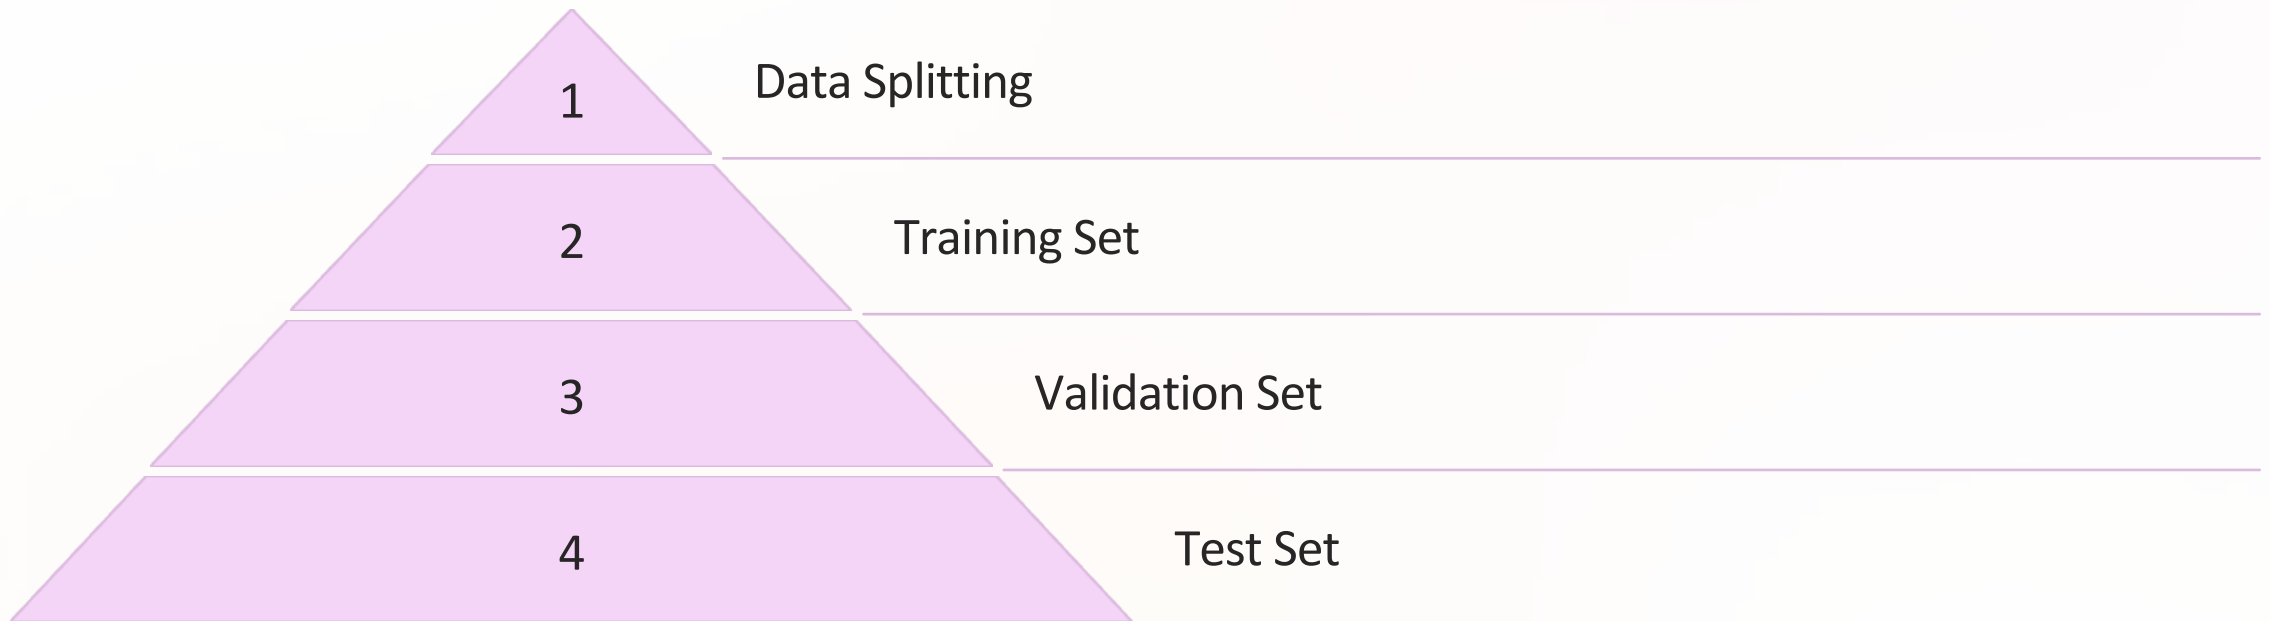 1
Data Splitting
2
Training Set
3
Validation Set
4
Test Set